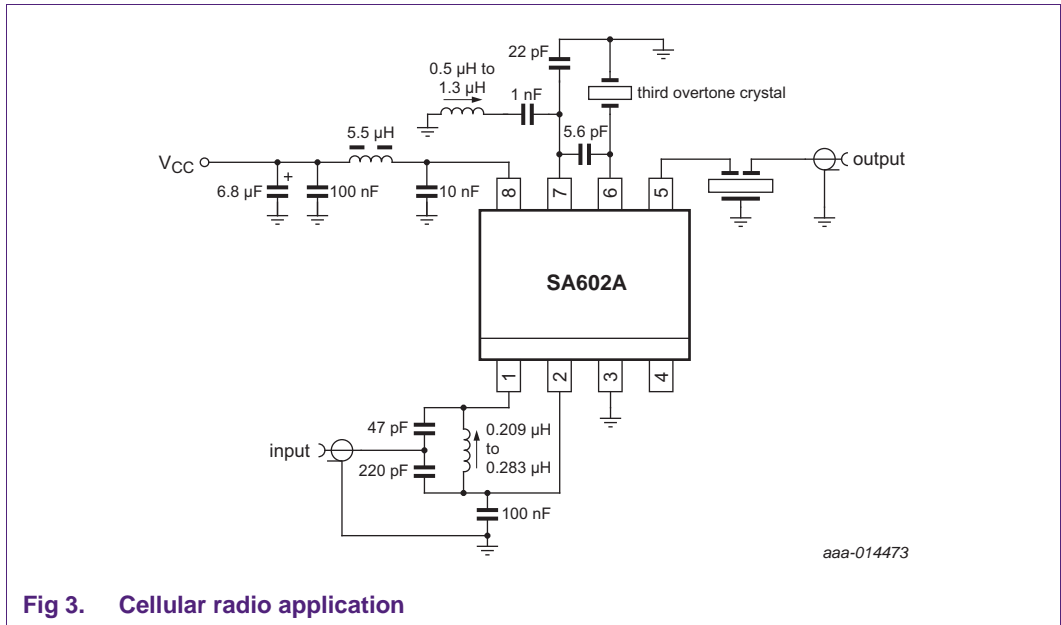 22 pF
0.5 μH to
1.3 μH
1 nF
third overtone crystal
5.6 pF
5.5 μH
VCC
output
6.8 μF
+
100 nF
10 nF
8
7
6
5
SA602A
1
2
3
4
47 pF
0.209 μH
to
0.283 μH
input
220 pF
100 nF
aaa-014473
Fig 3. Cellular radio application